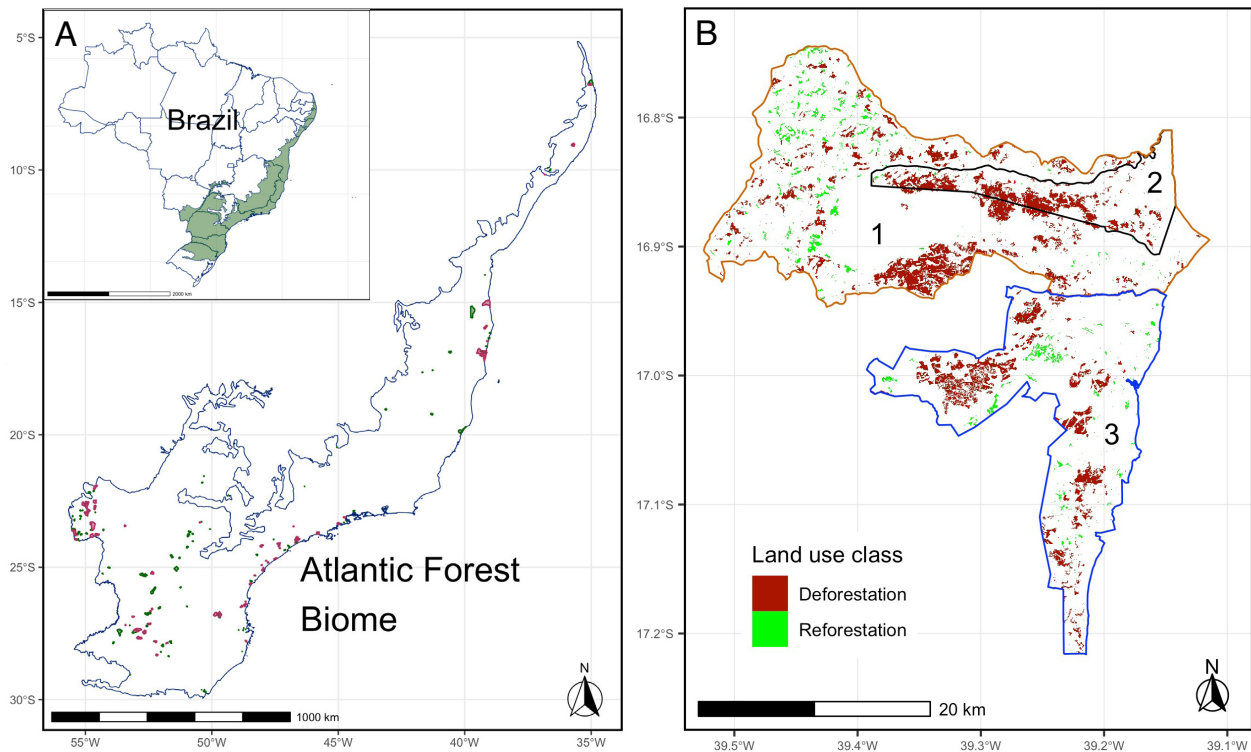 A
Brazil
2000 km
5°S
10°S
15°S
20°S
25°S
30°S
Atlantic Forest
Biome
N
1000 km
55°W
50°W
45°W
40°W
35°W
B
16.8°S
16.9°S
17.0°S
17.1°S
17.2°S
1
2
3
Land use class
Deforestation
Reforestation
N
20 km
39.5°W
39.4°W
39.3°W
39.2°W
39.1°W